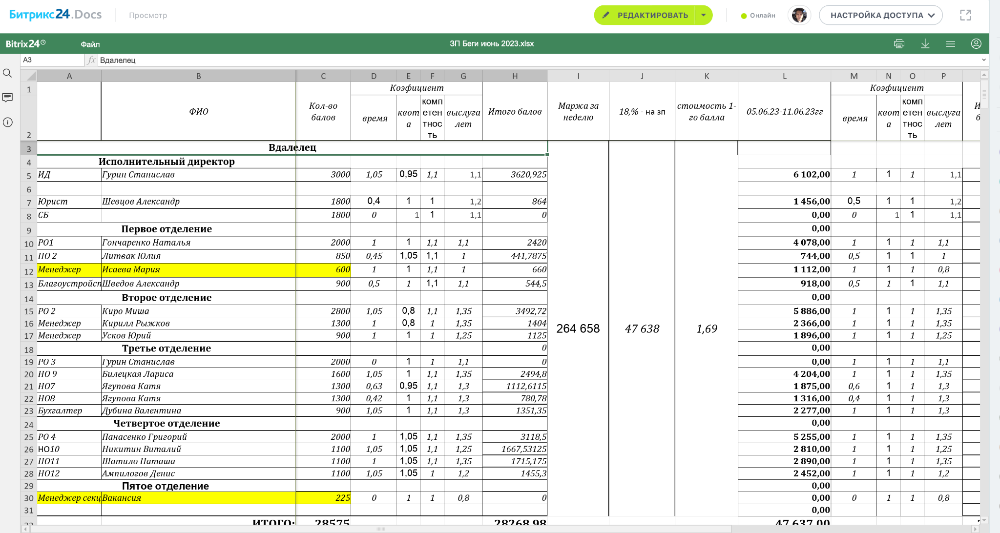 Битрикс24.Docs Просмотр РЕДАКТИРОВАТЬ Онлайн НАСТРОЙКА ДОСТУПА
Bitrix24 Файл ЗП Беги июнь 2023.xlsx
A3 fx Вдалелец
A B C D E F G H I J K L M N O P
1 Коэфициент Коэфициент
2 ФИО Кол-во балов время квота компетентность выслуга лет Итого балов Маржа за неделю 18,% - на зп стоимость 1-го балла 05.06.23-11.06.23гг время квота компетентность выслуга лет
3 Вдалелец
4 Исполнительный директор
5 ИД Гурин Станислав 3000 1,05 0,95 1,1 1,1 3620,925 6 102,00 1 1 1 1,1
6
7 Юрист Шевцов Александр 1800 0,4 1 1 1,2 864 1 456,00 0,5 1 1 1,2
8 СБ 1800 0 1 1 1,1 0 0,00 0 1 1 1,1
9 Первое отделение 0,00
10 РО1 Гончаренко Наталья 2000 1 1 1,1 1,1 2420 4 078,00 1 1 1 1,1
11 НО 2 Литвак Юлия 850 0,45 1,05 1,1 1 441,7875 744,00 0,5 1 1 1
12 Менеджер Исаева Мария 600 1 1 1,1 1 660 1 112,00 1 1 1 0,8
13 Благоустройст Шведов Александр 900 0,5 1 1,1 1,1 544,5 918,00 0,5 1 1 1,1
14 Второе отделение 0,00
15 РО 2 Киро Миша 2800 1,05 0,8 1,1 1,35 3492,72 5 886,00 1 1 1 1,35
16 Менеджер Кирилл Рыжков 1300 1 0,8 1 1,35 1404 264 658 47 638 1,69 2 366,00 1 1 1 1,35
17 Менеджер Усков Юрий 900 1 1 1 1,25 1125 1 896,00 1 1 1 1,25
18 Третье отделение 0 0,00
19 РО 3 Гурин Станислав 2000 0 1 1 1,1 0 0,00 1 1 1 1,1
20 НО 9 Билецкая Лариса 1600 1,05 1 1,1 1,35 2494,8 4 204,00 1 1 1 1,35
21 НО7 Ягупова Катя 1300 0,63 0,95 1,1 1,3 1112,6115 1 875,00 0,6 1 1 1,3
22 НО8 Ягупова Катя 1300 0,42 1 1,1 1,3 780,78 1 316,00 0,4 1 1 1,3
23 Бухгалтер Дубина Валентина 900 1,05 1 1,1 1,3 1351,35 2 277,00 1 1 1 1,3
24 Четвертое отделение 0,00
25 РО 4 Панасенко Григорий 2000 1 1,05 1,1 1,35 3118,5 5 255,00 1 1 1 1,35
26 НО10 Никитин Виталий 1100 1,05 1,05 1,1 1,25 1667,53125 2 810,00 1 1 1 1,25
27 НО11 Шатило Наташа 1100 1 1,05 1,1 1,35 1715,175 2 890,00 1 1 1 1,35
28 НО12 Ампилогов Денис 1100 1,05 1,05 1 1,2 1455,3 2 452,00 1 1 1 1,2
29 Пятое отделение 0,00
30 Менеджер секц Вакансия 225 0 1 1 0,8 0 0,00 0 1 1 0,8
31 0,00
ИТОГО: 28575 28268,98 47 637,00